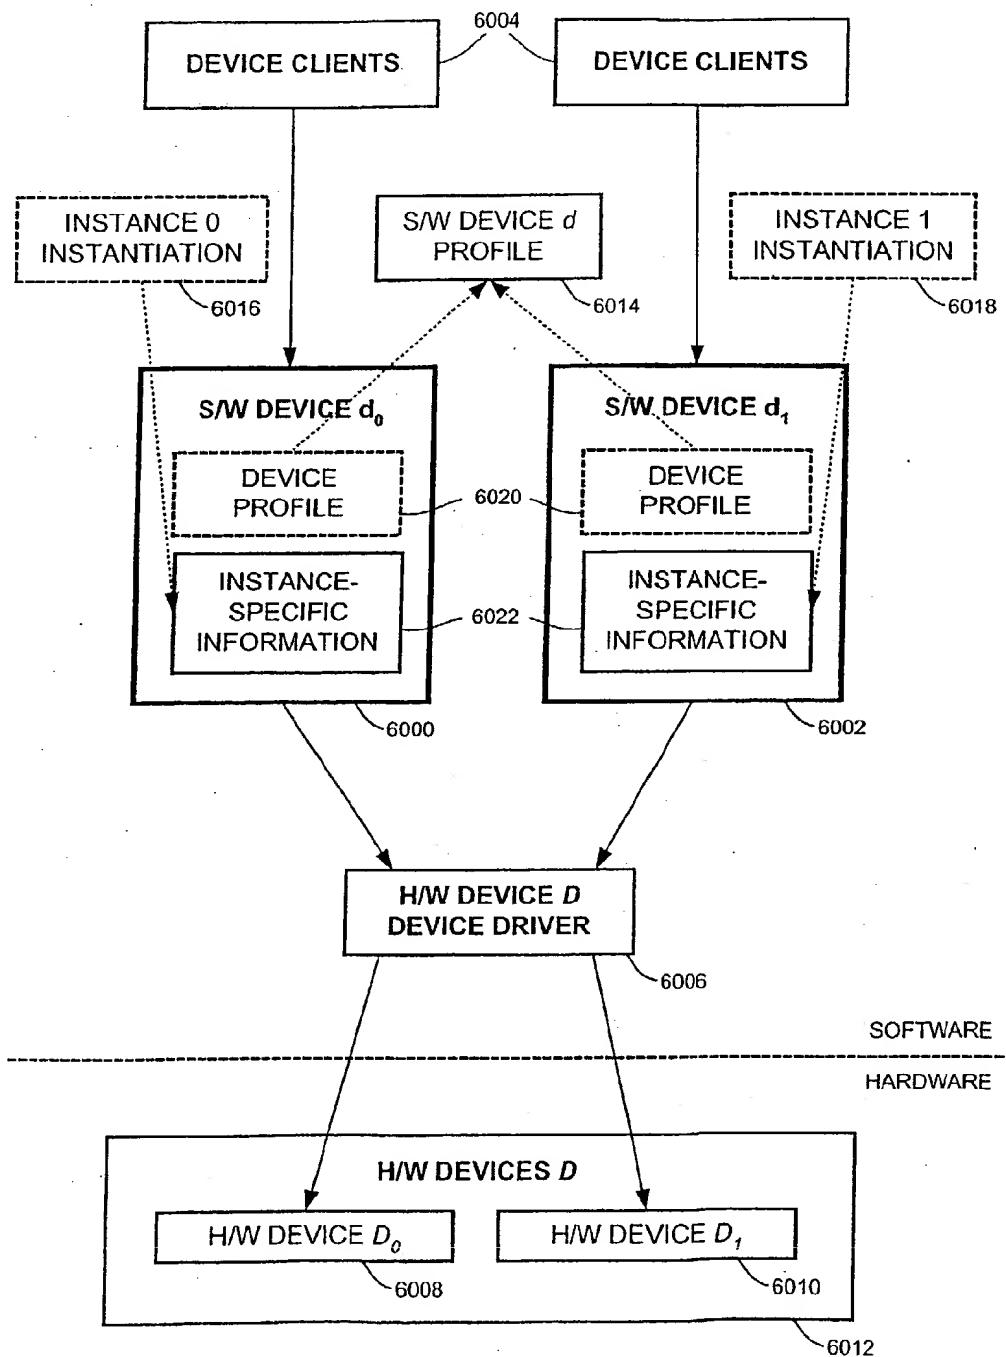 6004
DEVICE CLIENTS
DEVICE CLIENTS
INSTANCE 0
INSTANTIATION
6016
S/W DEVICE d
PROFILE
6014
INSTANCE 1
INSTANTIATION
6018
S/W DEVICE d0
DEVICE
PROFILE
INSTANCE-
SPECIFIC
INFORMATION
6000
6020
6022
S/W DEVICE d1
DEVICE
PROFILE
INSTANCE-
SPECIFIC
INFORMATION
6002
H/W DEVICE D
DEVICE DRIVER
6006
SOFTWARE
HARDWARE
H/W DEVICES D
H/W DEVICE D0
6008
H/W DEVICE D1
6010
6012